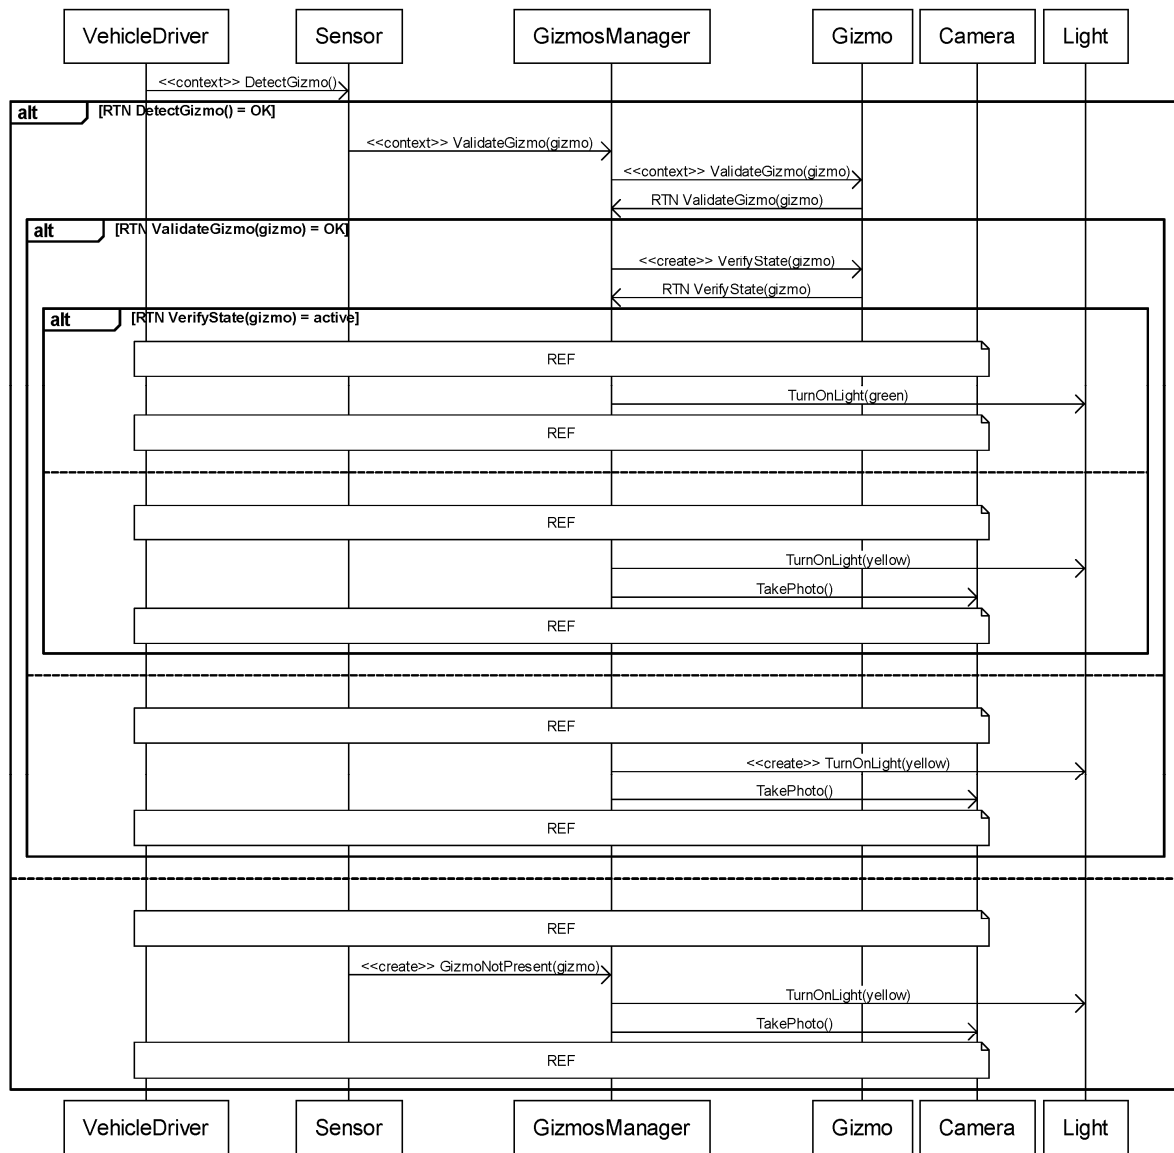 VehicleDriver Sensor GizmosManager Gizmo Camera Light
<<context>> DetectGizmo()
alt [RTN DetectGizmo() = OK]
<<context>> ValidateGizmo(gizmo)
<<context>> ValidateGizmo(gizmo)
RTN ValidateGizmo(gizmo)
alt [RTN ValidateGizmo(gizmo) = OK]
<<create>> VerifyState(gizmo)
RTN VerifyState(gizmo)
alt [RTN VerifyState(gizmo) = active]
REF
TurnOnLight(green)
REF
REF
TurnOnLight(yellow)
TakePhoto()
REF
REF
<<create>> TurnOnLight(yellow)
TakePhoto()
REF
REF
<<create>> GizmoNotPresent(gizmo)
TurnOnLight(yellow)
TakePhoto()
REF
VehicleDriver Sensor GizmosManager Gizmo Camera Light